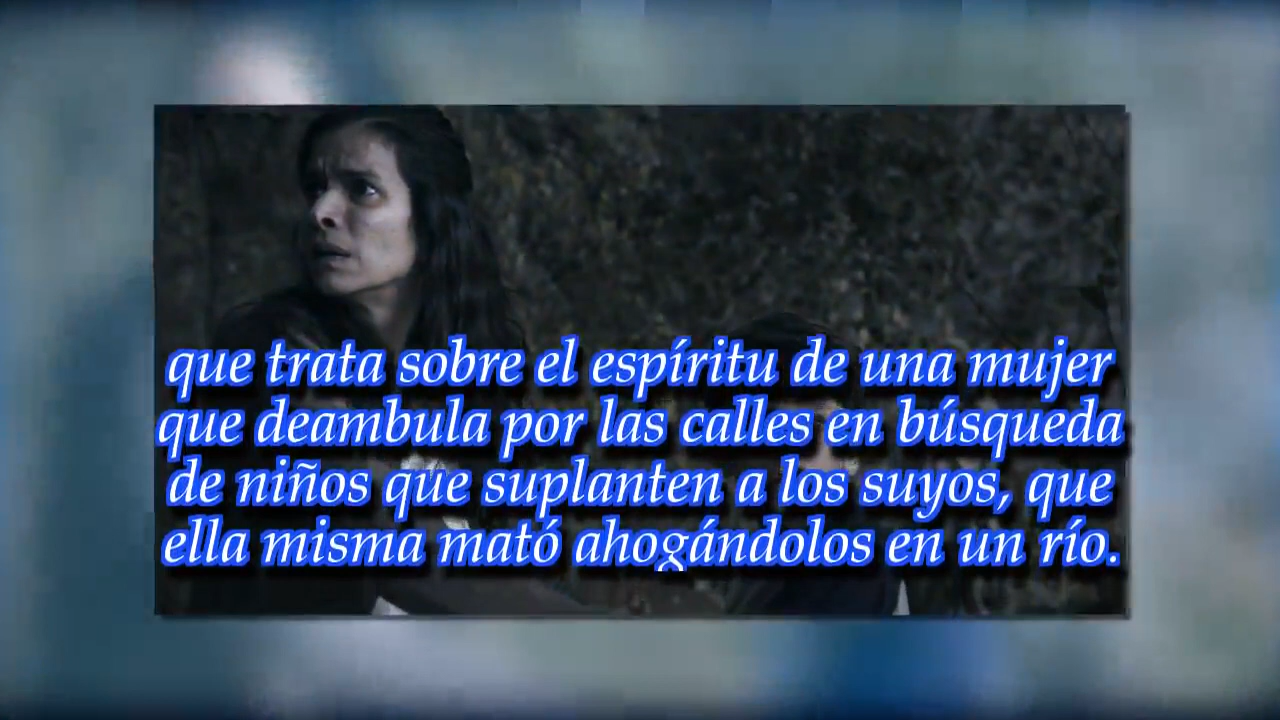 que trata sobre el espíritu de una mujer
que deambula por las calles en búsqueda
de niños que suplanten a los suyos, que
ella misma mató ahogándolos en un río.